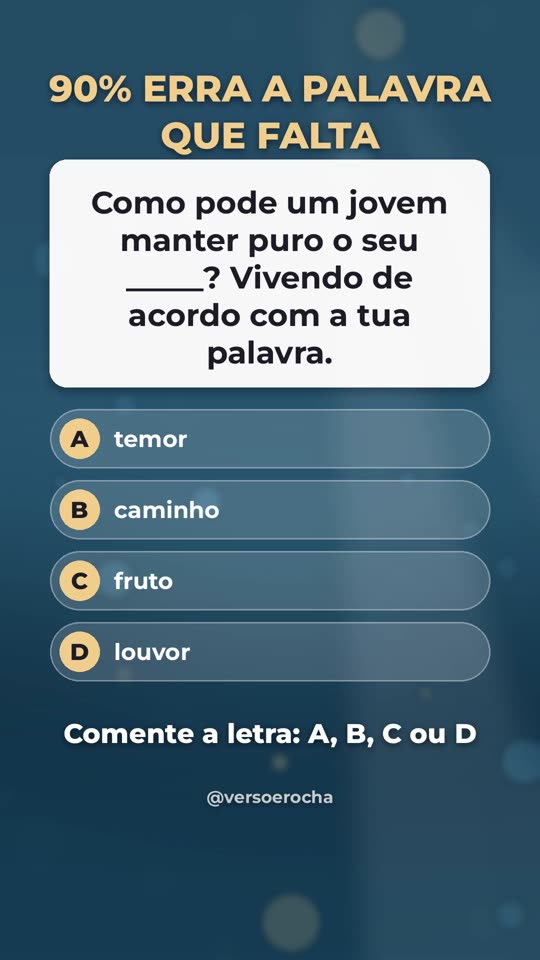 90% ERRA A PALAVRA
QUE FALTA
Como pode um jovem
manter puro o seu
_____? Vivendo de
acordo com a tua
palavra.
A temor
B caminho
C fruto
D louvor
Comente a letra: A, B, C ou D
@versoerocha